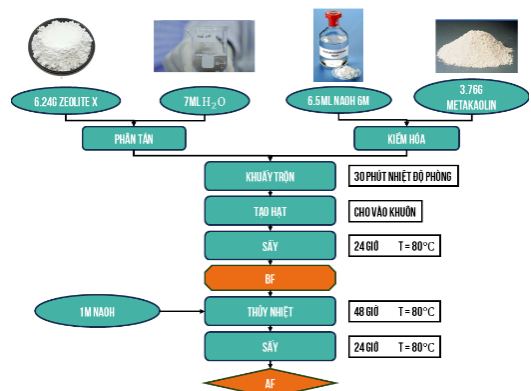 6.24G ZEOLITE X
7ML H₂O
6.5ML NAOH 6M
3.76G
METAKAOLIN
PHÂN TÁN
KIỀM HÓA
KHUẤY TRỘN
30 PHÚT NHIỆT ĐỘ PHÒNG
TẠO HẠT
CHO VÀO KHUÔN
SẤY
24 GIỜ T = 80°C
BF
1M NAOH
THỦY NHIỆT
48 GIỜ T = 80°C
SẤY
24 GIỜ T = 80°C
AF